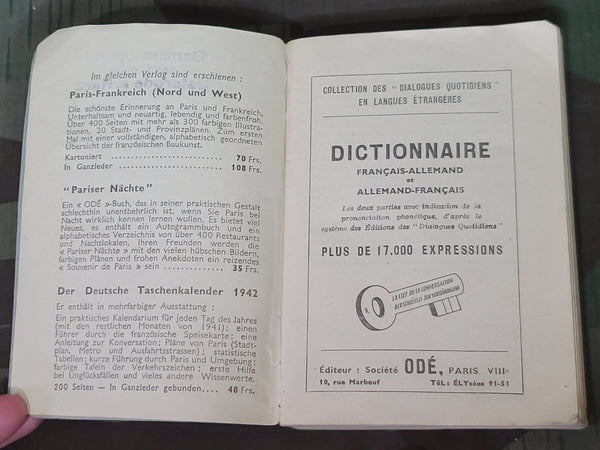 Im gleichen Verlag sind erschienen :
Paris-Frankreich (Nord und West)
Die schönste Erinnerung an Paris und Frankreich.
Unterhaltsam und neuartig, lebendig und farbenfroh.
Über 400 Seiten mit mehr als 300 farbigen Illustra-
tionen, 20 Stadt- und Provinzplänen. Zum ersten
Mal mit einer vollständigen, alphabetisch geordneten
Übersicht der französischen Baukunst.
Kartoniert 70 Frs.
In Ganzleder 108 Frs.
"Pariser Nächte"
Ein « ODÉ »-Buch, das in seiner praktischen Gestalt
schlechthin unentbehrlich ist, wenn Sie Paris bei
Nacht wirklich kennen lernen wollen. Es bietet viel
Neues, es enthält ein Autogrammbuch und ein
alphabetisches Verzeichnis von über 400 Restaurants
und Nachtlokalen. Ihren Freunden werden die
« Pariser Nächte » mit den vielen hübschen Bildern,
farbigen Plänen und frohen Anekdoten ein reizendes
« Souvenir de Paris » sein 35 Frs.
Der Deutsche Taschenkalender 1942
Er enthält in mehrfarbiger Ausstattung :
Ein praktisches Kalendarium für jeden Tag des Jahres
(mit den restlichen Monaten von 1941); einen
Führer durch die französische Speisekarte; eine
Anleitung zur Konversation; Pläne von Paris (Stadt-
plan, Metro und Ausfahrtstrassen); statistische
Tabellen; kurze Führung durch Paris und Umgebung;
farbige Tafeln der Verkehrszeichen; erste Hilfe
bei Unglücksfällen und vieles andere Wissenwerte.
200 Seiten — In Ganzleder gebunden.... 48 Frs.
COLLECTION DES "DIALOGUES QUOTIDIENS"
EN LANGUES ÉTRANGÈRES
DICTIONNAIRE
FRANÇAIS-ALLEMAND
et
ALLEMAND-FRANÇAIS
Les deux parties avec indication de la
prononciation phonétique, d'après le
système des Éditions des "Dialogues Quotidiens"
PLUS DE 17.000 EXPRESSIONS
LA CLEF DE LA CONVERSATION
DER SCHLÜSSEL ZUR VERSTÄNDIGUNG
Éditeur : Société ODÉ, PARIS VIIIe
10, rue Marbeuf Tél. : ÉLYsées 91-51